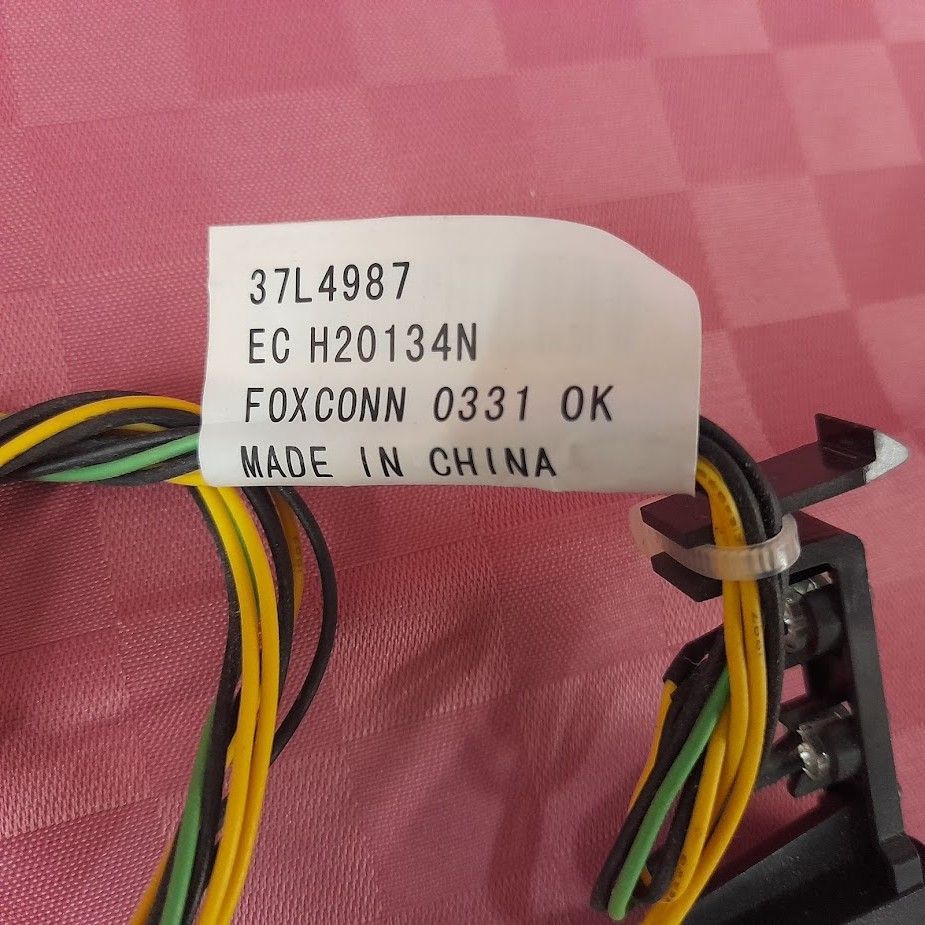 37L4987
EC H20134N
FOXCONN 0331 OK
MADE IN CHINA